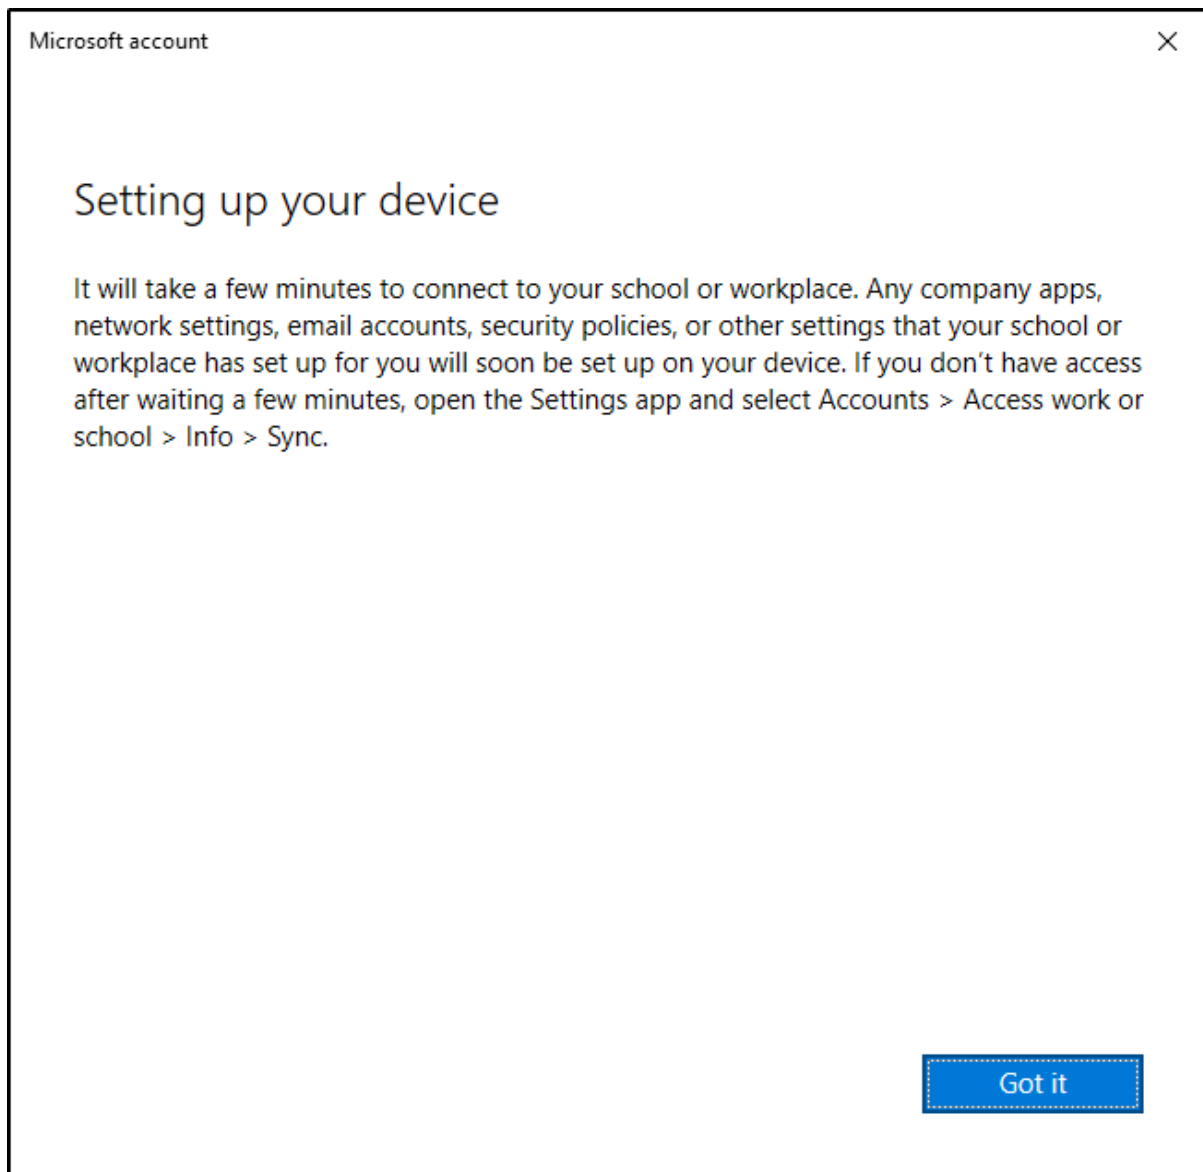 Microsoft account
Setting up your device
It will take a few minutes to connect to your school or workplace. Any company apps,
network settings, email accounts, security policies, or other settings that your school or
workplace has set up for you will soon be set up on your device. If you don’t have access
after waiting a few minutes, open the Settings app and select Accounts > Access work or
school > Info > Sync.
Got it